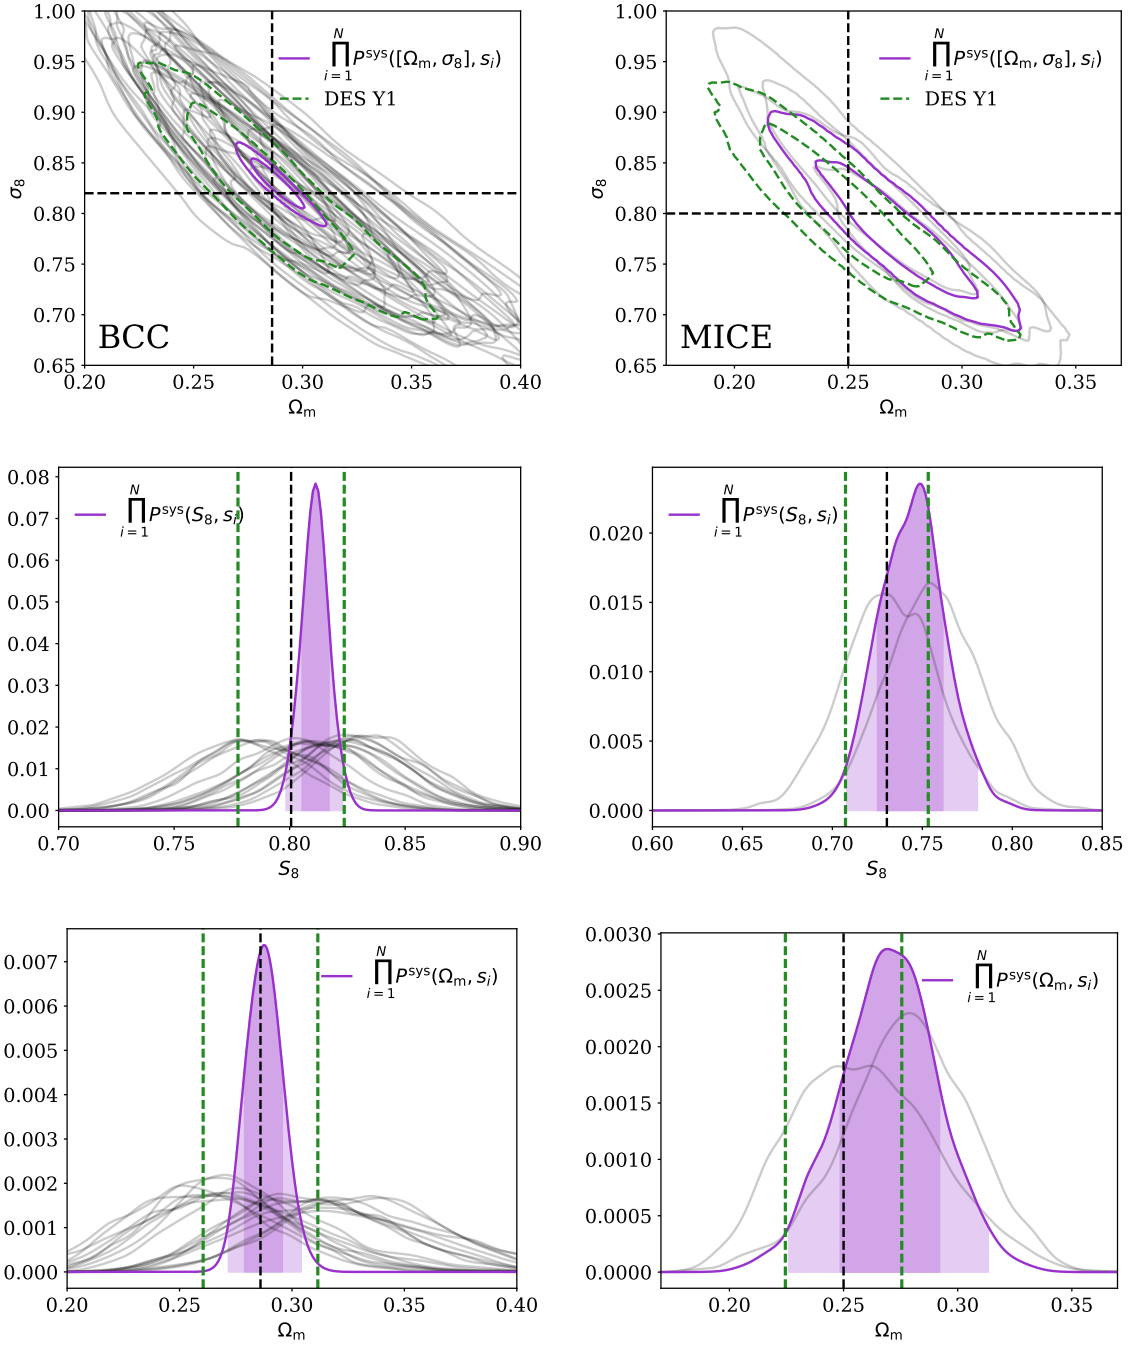 1.00
0.95
0.90
0.85
0.80
0.75
0.70
0.65
σ₈
N
∏ Pˢʸˢ([Ωₘ, σ₈], sᵢ)
i = 1
DES Y1
BCC
0.20 0.25 0.30 0.35 0.40
Ωₘ
1.00
0.95
0.90
0.85
0.80
0.75
0.70
0.65
σ₈
N
∏ Pˢʸˢ([Ωₘ, σ₈], sᵢ)
i = 1
DES Y1
MICE
0.20 0.25 0.30 0.35
Ωₘ
0.08
0.07
0.06
0.05
0.04
0.03
0.02
0.01
0.00
N
∏ Pˢʸˢ(S₈, sᵢ)
i = 1
0.70 0.75 0.80 0.85 0.90
S₈
0.020
0.015
0.010
0.005
0.000
N
∏ Pˢʸˢ(S₈, sᵢ)
i = 1
0.60 0.65 0.70 0.75 0.80 0.85
S₈
0.007
0.006
0.005
0.004
0.003
0.002
0.001
0.000
N
∏ Pˢʸˢ(Ωₘ, sᵢ)
i = 1
0.20 0.25 0.30 0.35 0.40
Ωₘ
0.0030
0.0025
0.0020
0.0015
0.0010
0.0005
0.0000
N
∏ Pˢʸˢ(Ωₘ, sᵢ)
i = 1
0.20 0.25 0.30 0.35
Ωₘ